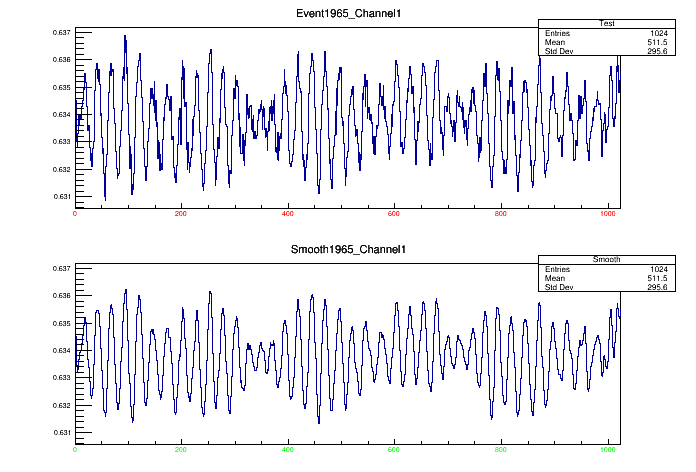 Event1965_Channel1
Test
Entries 1024
Mean 511.5
Std Dev 295.6
0.637
0.636
0.635
0.634
0.633
0.632
0.631
0 200 400 600 800 1000
Smooth1965_Channel1
Smooth
Entries 1024
Mean 511.5
Std Dev 295.6
0.637
0.636
0.635
0.634
0.633
0.632
0.631
0 200 400 600 800 1000